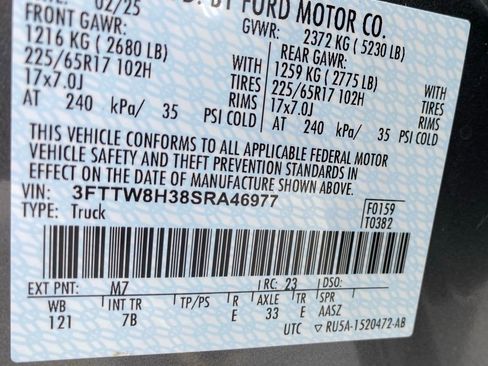 DATE: 02/25 D. BY FORD MOTOR CO.
FRONT GAWR: GVWR: 2372 KG ( 5230 LB)
1216 KG ( 2680 LB) WITH REAR GAWR: WITH
225/65R17 102H TIRES 1259 KG ( 2775 LB) TIRES
17x7.0J RIMS 225/65R17 102H RIMS
AT 240 kPa/ 35 PSI COLD 17x7.0J
AT 240 kPa/ 35 PSI COLD
THIS VEHICLE CONFORMS TO ALL APPLICABLE FEDERAL MOTOR
VEHICLE SAFETY AND THEFT PREVENTION STANDARDS IN
EFFECT ON THE DATE OF MANUFACTURE SHOWN ABOVE.
VIN: 3FTTW8H38SRA46977 F0159
TYPE: Truck T0382
EXT PNT: M7 RC: 23 DSO:
WB INT TR TP/PS R AXLE TR SPR
121 7B E 33 E AASZ
UTC ▽ RU5A-1520472-AB